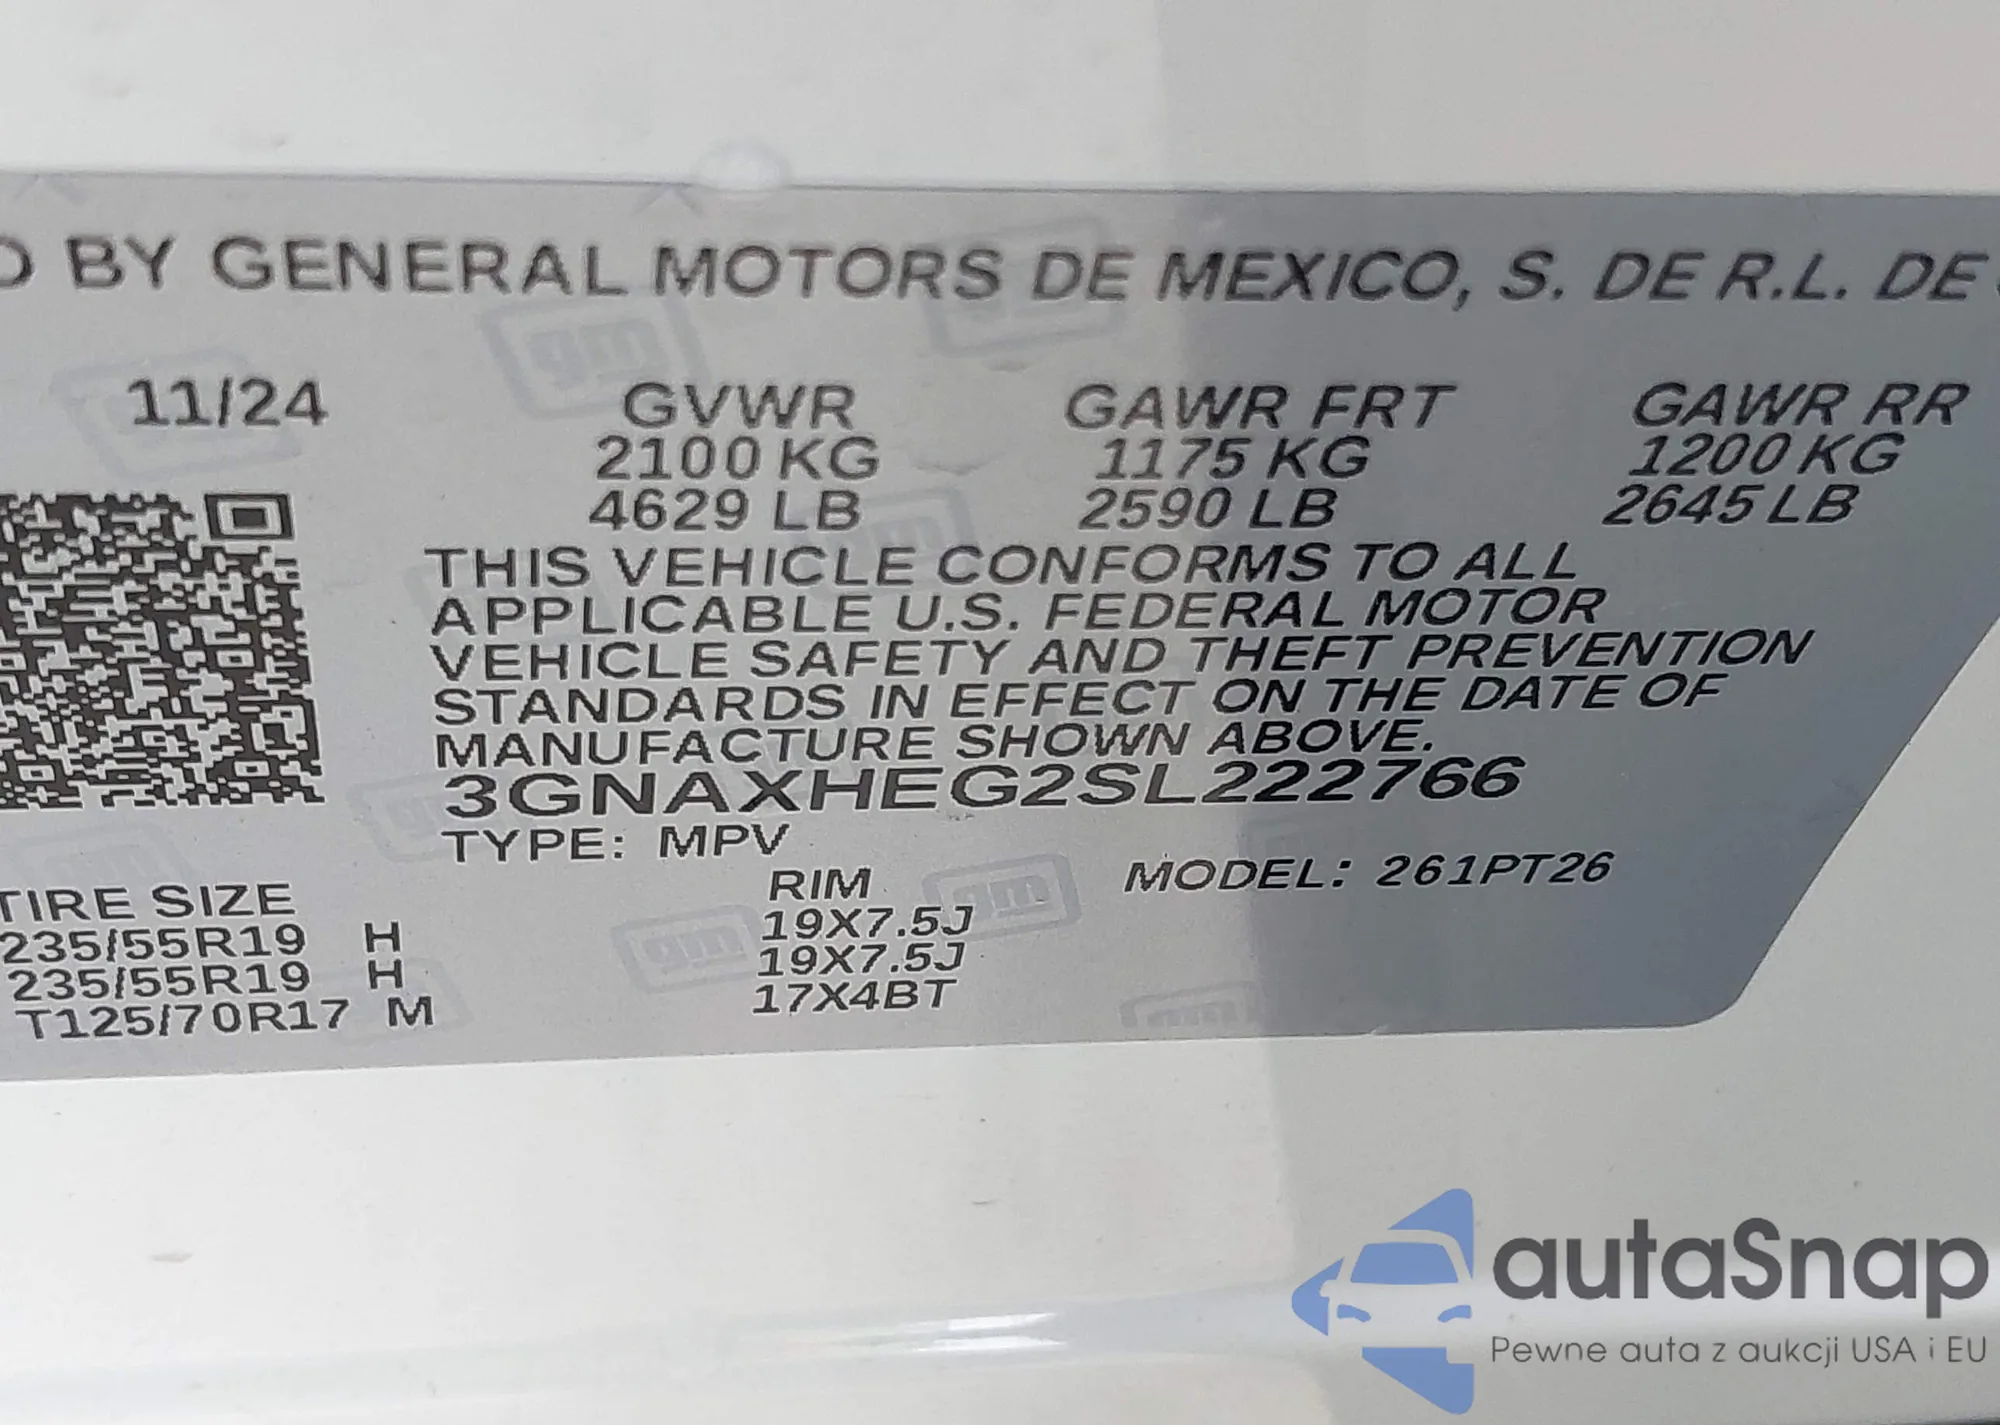 D BY GENERAL MOTORS DE MEXICO, S. DE R.L. DE
11/24 GVWR GAWR FRT GAWR RR
2100 KG 1175 KG 1200 KG
4629 LB 2590 LB 2645 LB
THIS VEHICLE CONFORMS TO ALL
APPLICABLE U.S. FEDERAL MOTOR
VEHICLE SAFETY AND THEFT PREVENTION
STANDARDS IN EFFECT ON THE DATE OF
MANUFACTURE SHOWN ABOVE.
3GNAXHEG2SL222766
TYPE: MPV MODEL: 261PT26
TIRE SIZE RIM
235/55R19 H 19X7.5J
235/55R19 H 19X7.5J
T125/70R17 M 17X4BT
autaSnap
Pewne auta z aukcji USA i EU